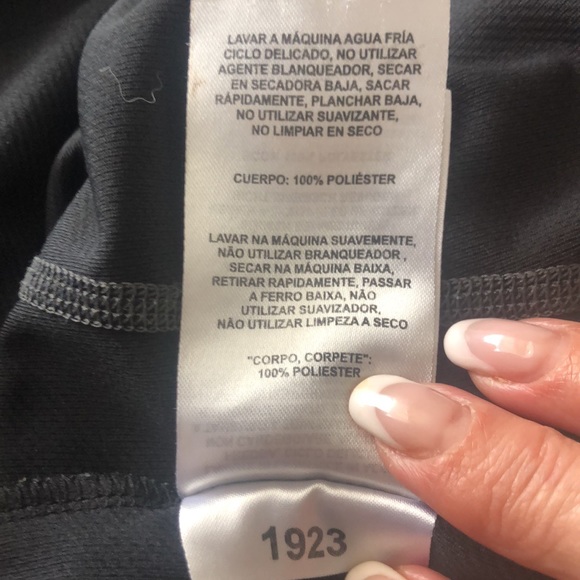 LAVAR A MÁQUINA AGUA FRÍA
CICLO DELICADO, NO UTILIZAR
AGENTE BLANQUEADOR, SECAR
EN SECADORA BAJA, SACAR
RÁPIDAMENTE, PLANCHAR BAJA,
NO UTILIZAR SUAVIZANTE,
NO LIMPIAR EN SECO
CUERPO: 100% POLIÉSTER
LAVAR NA MÁQUINA SUAVEMENTE,
NÃO UTILIZAR BRANQUEADOR ,
SECAR NA MÁQUINA BAIXA,
RETIRAR RAPIDAMENTE, PASSAR
A FERRO BAIXA, NÃO
UTILIZAR SUAVIZADOR,
NÃO UTILIZAR LIMPEZA A SECO
"CORPO, CORPETE":
100% POLIESTER
1923